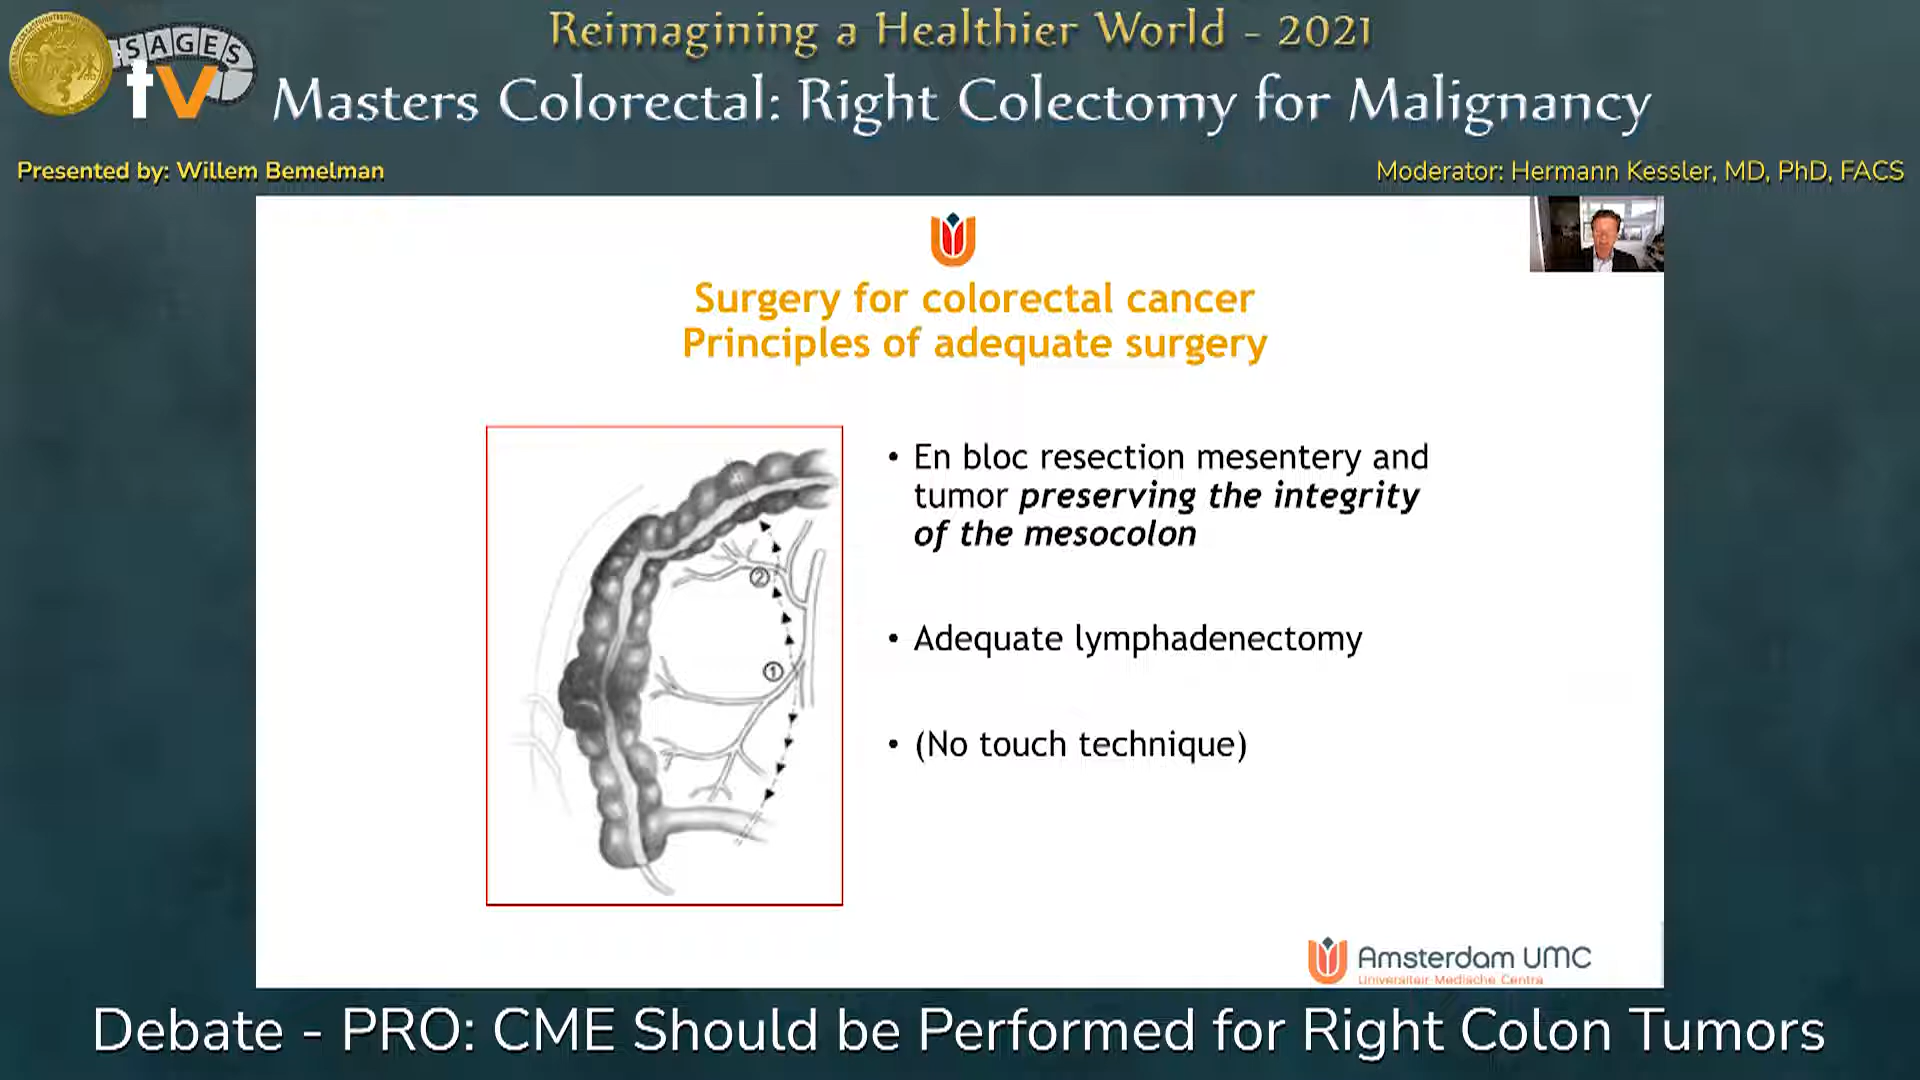 Reimagining a Healthier World - 2021
SAGES
tv
Masters Colorectal: Right Colectomy for Malignancy
Presented by: Willem Bemelman
Moderator: Hermann Kessler, MD, PhD, FACS
Surgery for colorectal cancer
Principles of adequate surgery
• En bloc resection mesentery and
tumor preserving the integrity
of the mesocolon
• Adequate lymphadenectomy
• (No touch technique)
2
1
Amsterdam UMC
Universitair Medische Centra
Debate - PRO: CME Should be Performed for Right Colon Tumors